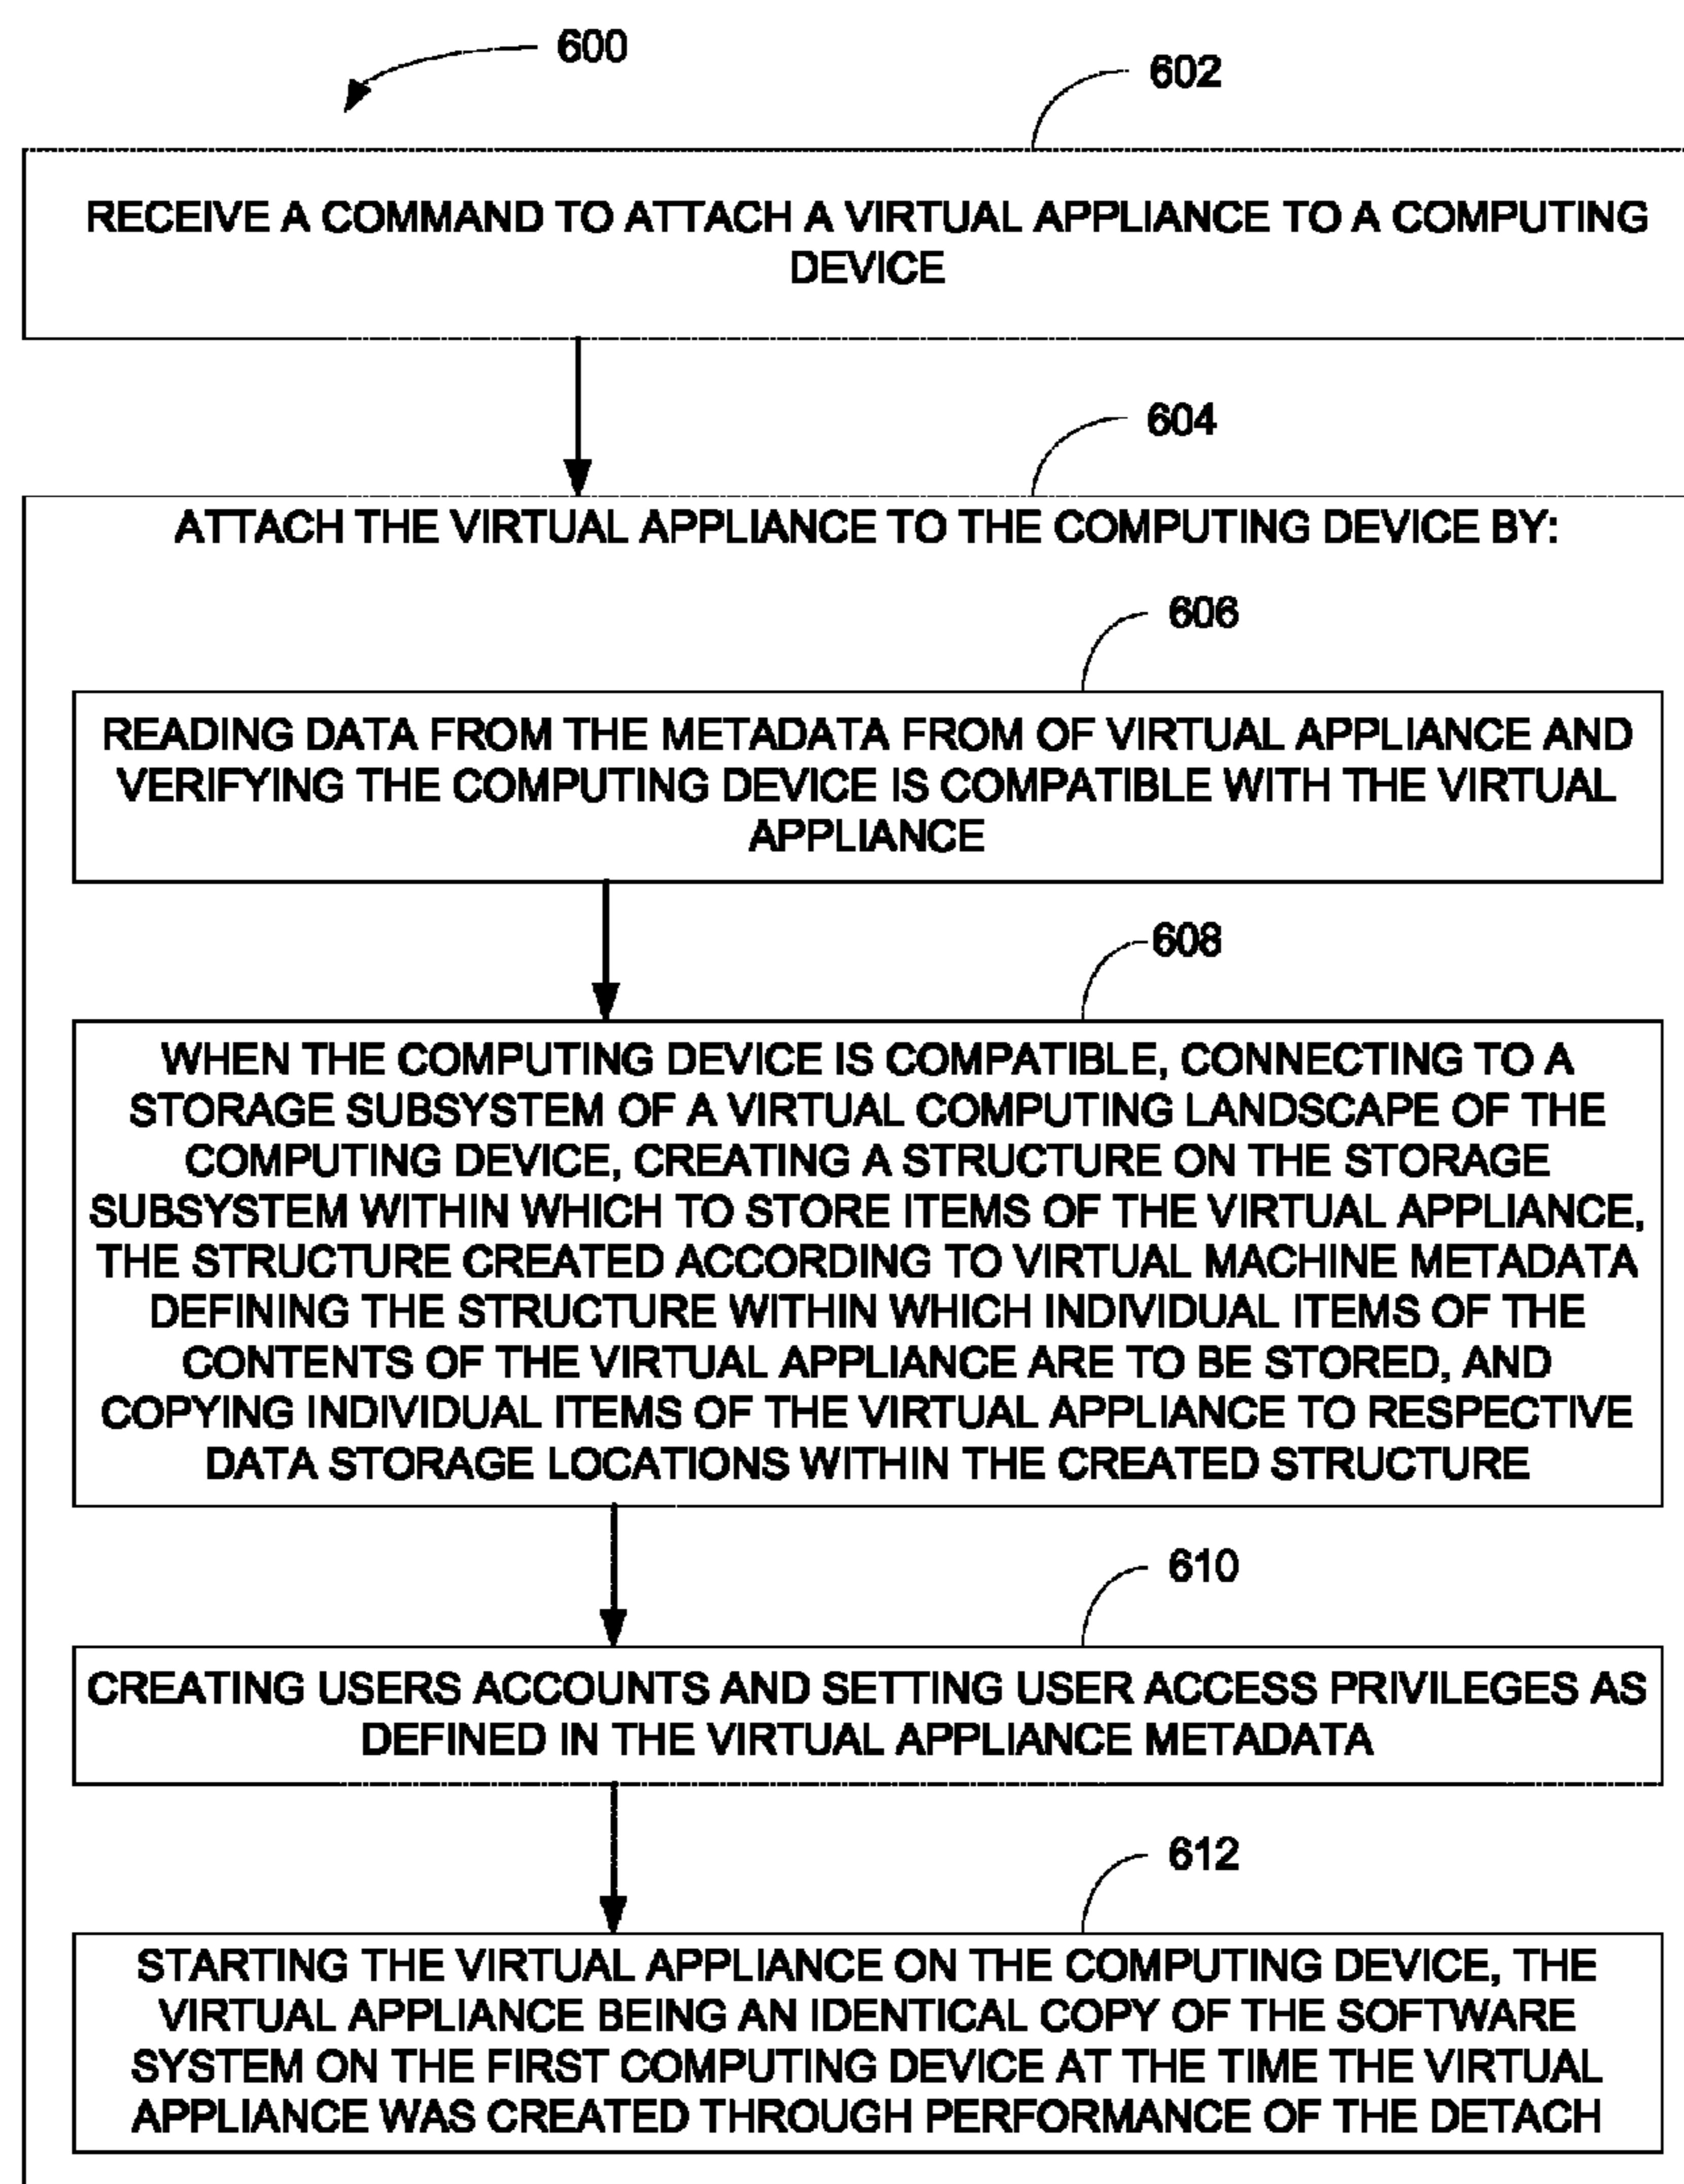 600
602
RECEIVE A COMMAND TO ATTACH A VIRTUAL APPLIANCE TO A COMPUTING
DEVICE
604
ATTACH THE VIRTUAL APPLIANCE TO THE COMPUTING DEVICE BY:
606
READING DATA FROM THE METADATA FROM OF VIRTUAL APPLIANCE AND
VERIFYING THE COMPUTING DEVICE IS COMPATIBLE WITH THE VIRTUAL
APPLIANCE
608
WHEN THE COMPUTING DEVICE IS COMPATIBLE, CONNECTING TO A
STORAGE SUBSYSTEM OF A VIRTUAL COMPUTING LANDSCAPE OF THE
COMPUTING DEVICE, CREATING A STRUCTURE ON THE STORAGE
SUBSYSTEM WITHIN WHICH TO STORE ITEMS OF THE VIRTUAL APPLIANCE,
THE STRUCTURE CREATED ACCORDING TO VIRTUAL MACHINE METADATA
DEFINING THE STRUCTURE WITHIN WHICH INDIVIDUAL ITEMS OF THE
CONTENTS OF THE VIRTUAL APPLIANCE ARE TO BE STORED, AND
COPYING INDIVIDUAL ITEMS OF THE VIRTUAL APPLIANCE TO RESPECTIVE
DATA STORAGE LOCATIONS WITHIN THE CREATED STRUCTURE
610
CREATING USERS ACCOUNTS AND SETTING USER ACCESS PRIVILEGES AS
DEFINED IN THE VIRTUAL APPLIANCE METADATA
612
STARTING THE VIRTUAL APPLIANCE ON THE COMPUTING DEVICE, THE
VIRTUAL APPLIANCE BEING AN IDENTICAL COPY OF THE SOFTWARE
SYSTEM ON THE FIRST COMPUTING DEVICE AT THE TIME THE VIRTUAL
APPLIANCE WAS CREATED THROUGH PERFORMANCE OF THE DETACH